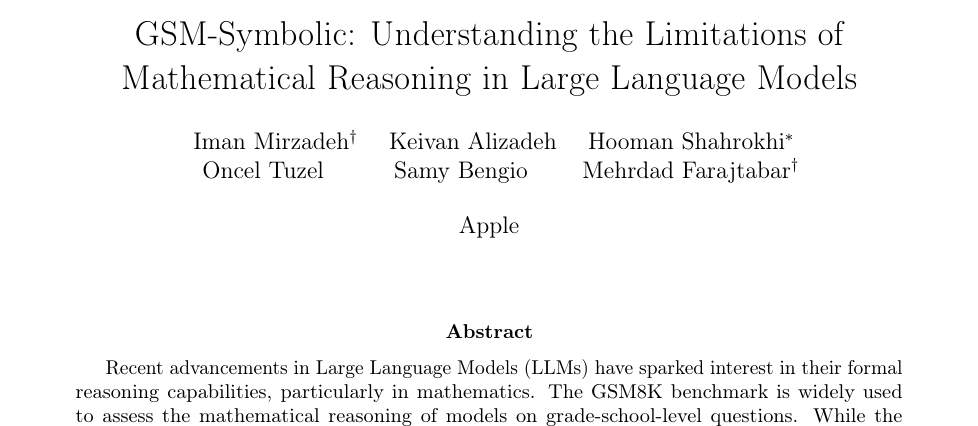 GSM-Symbolic: Understanding the Limitations of
Mathematical Reasoning in Large Language Models
Iman Mirzadeh† Keivan Alizadeh Hooman Shahrokhi*
Oncel Tuzel Samy Bengio Mehrdad Farajtabar†
Apple
Abstract
Recent advancements in Large Language Models (LLMs) have sparked interest in their formal
reasoning capabilities, particularly in mathematics. The GSM8K benchmark is widely used
to assess the mathematical reasoning of models on grade-school-level questions. While the